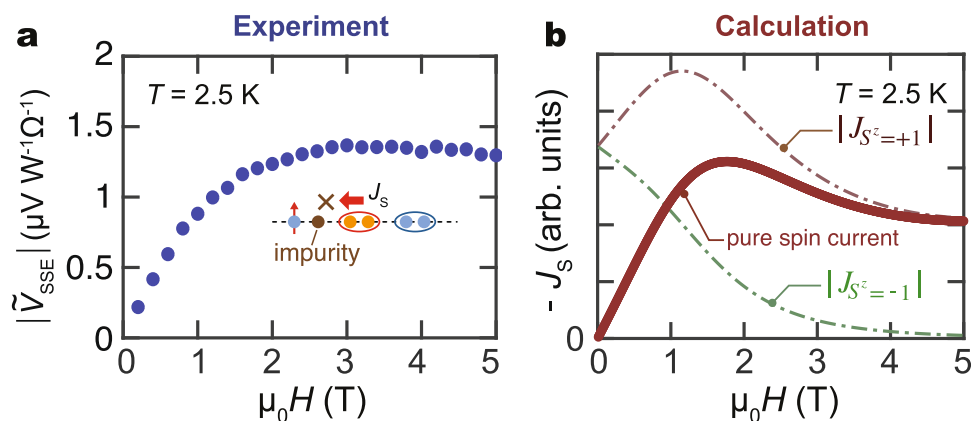 a
Experiment
T = 2.5 K
|Ṽ_SSE| (μV W⁻¹Ω⁻¹)
2
1.5
1
0.5
0
J_S
impurity
0 1 2 3 4 5
μ₀H (T)
b
Calculation
T = 2.5 K
|J_{S^z=+1}|
- J_S (arb. units)
pure spin current
|J_{S^z=-1}|
0
0 1 2 3 4 5
μ₀H (T)